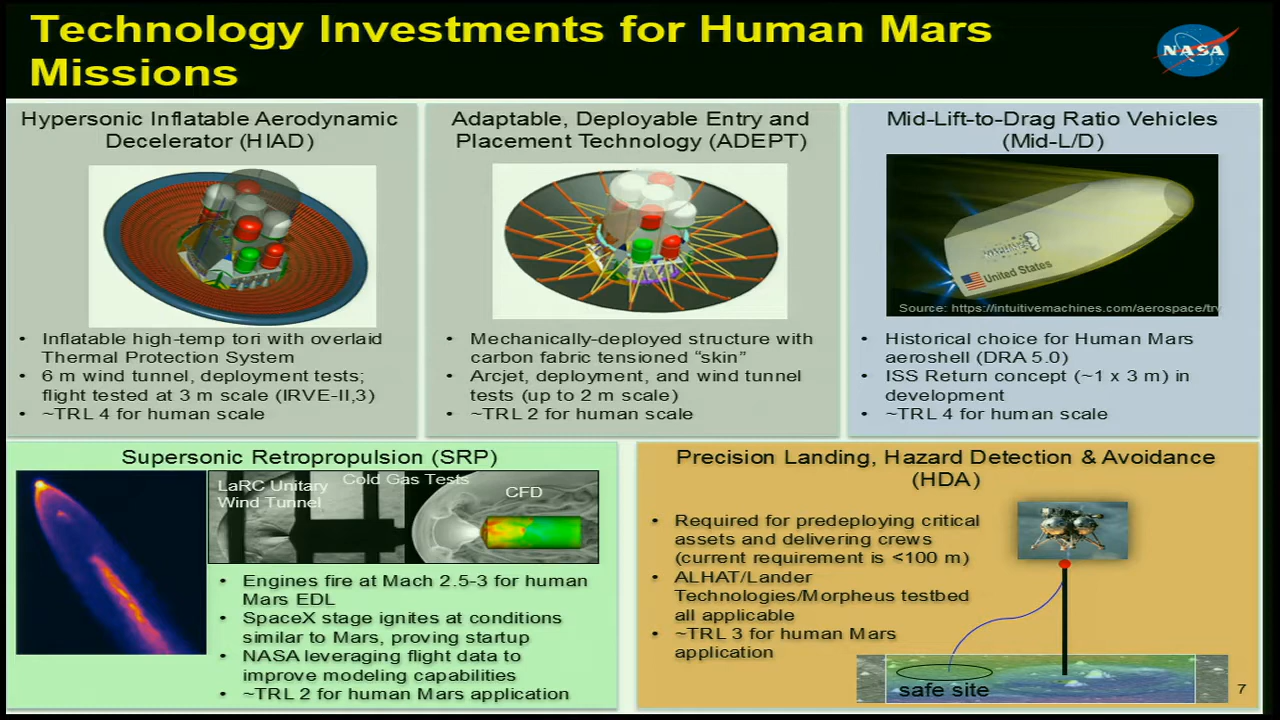 Technology Investments for Human Mars
Missions
NASA
Hypersonic Inflatable Aerodynamic
Decelerator (HIAD)
• Inflatable high-temp tori with overlaid
Thermal Protection System
• 6 m wind tunnel, deployment tests;
flight tested at 3 m scale (IRVE-II,3)
• ~TRL 4 for human scale
Adaptable, Deployable Entry and
Placement Technology (ADEPT)
• Mechanically-deployed structure with
carbon fabric tensioned “skin”
• Arcjet, deployment, and wind tunnel
tests (up to 2 m scale)
• ~TRL 2 for human scale
Mid-Lift-to-Drag Ratio Vehicles
(Mid-L/D)
United States
Source: https://intuitivemachines.com/aerospace/try
• Historical choice for Human Mars
aeroshell (DRA 5.0)
• ISS Return concept (~1 x 3 m) in
development
• ~TRL 4 for human scale
Supersonic Retropropulsion (SRP)
LaRC Unitary
Wind Tunnel
Cold Gas Tests
CFD
• Engines fire at Mach 2.5-3 for human
Mars EDL
• SpaceX stage ignites at conditions
similar to Mars, proving startup
• NASA leveraging flight data to
improve modeling capabilities
• ~TRL 2 for human Mars application
Precision Landing, Hazard Detection & Avoidance
(HDA)
• Required for predeploying critical
assets and delivering crews
(current requirement is <100 m)
• ALHAT/Lander
Technologies/Morpheus testbed
all applicable
• ~TRL 3 for human Mars
application
safe site
7